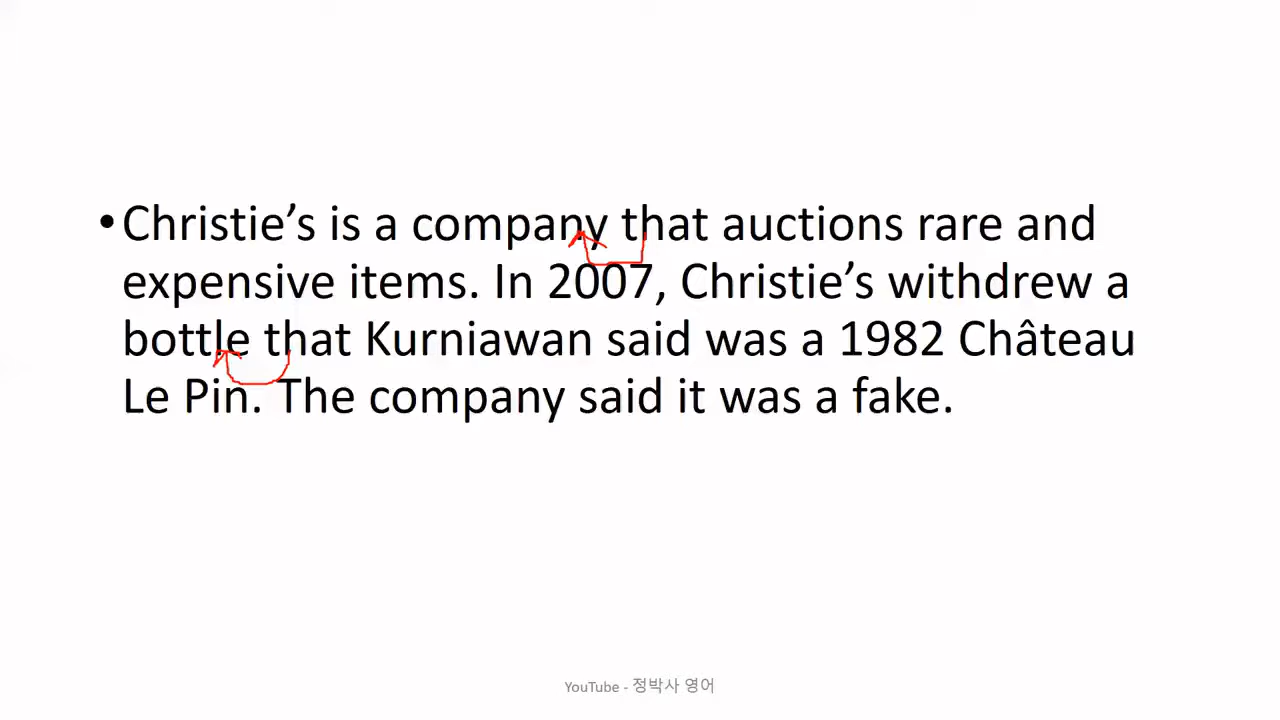 •Christie’s is a company that auctions rare and
expensive items. In 2007, Christie’s withdrew a
bottle that Kurniawan said was a 1982 Château
Le Pin. The company said it was a fake.
YouTube - 정박사 영어